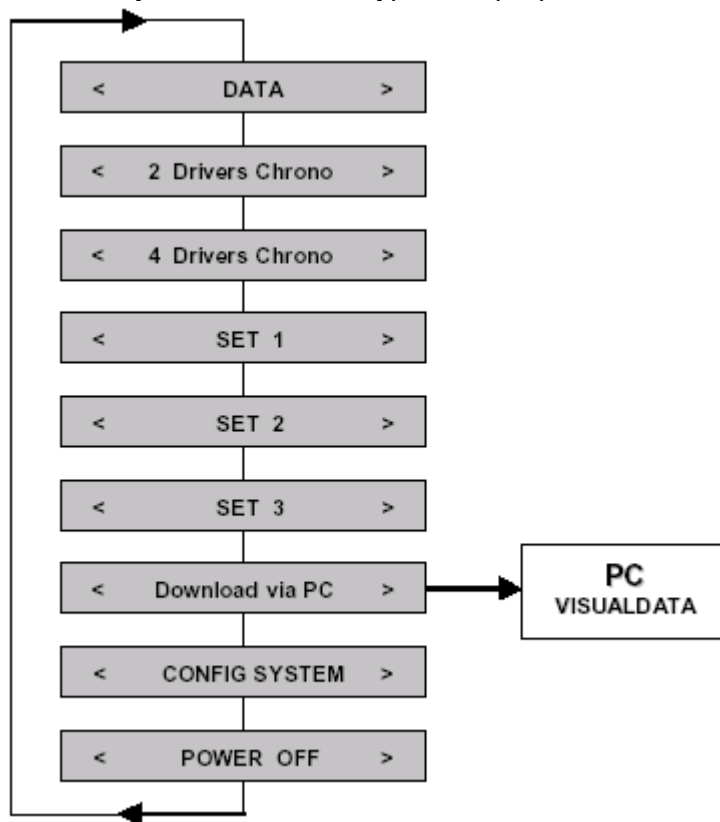 < DATA >
< 2 Drivers Chrono >
< 4 Drivers Chrono >
< SET 1 >
< SET 2 >
< SET 3 >
< Download via PC >
PC
VISUALDATA
< CONFIG SYSTEM >
< POWER OFF >